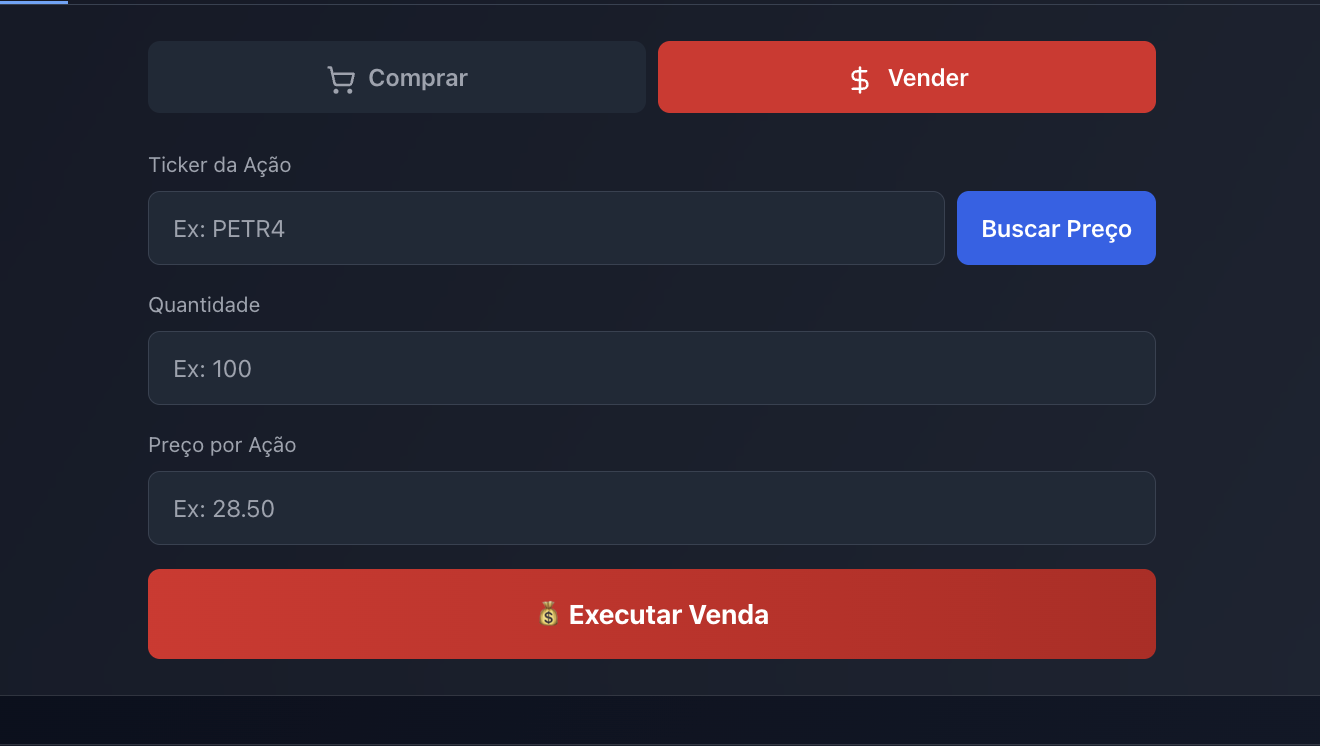 Comprar
Vender
Ticker da Ação
Ex: PETR4
Buscar Preço
Quantidade
Ex: 100
Preço por Ação
Ex: 28.50
💰 Executar Venda